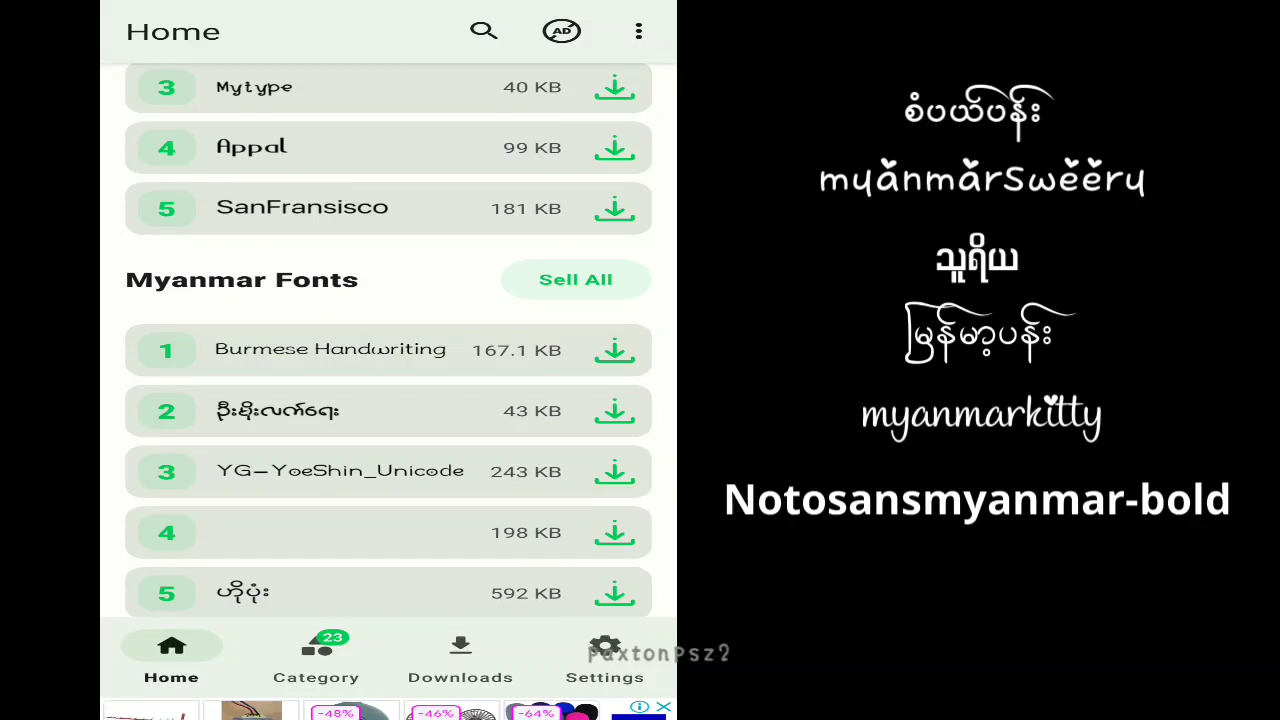 Home
AD
3 Mytype 40 KB
4 Appal 99 KB
5 SanFransisco 181 KB
Myanmar Fonts Sell All
1 Burmese Handwriting 167.1 KB
2 ဦးမိုးလက်ရေး 43 KB
3 YG-YoeShin_Unicode 243 KB
4 198 KB
5 ဟိုပုံး 592 KB
23
Home Category Downloads Settings
-48% -46% -64%
စံပယ်ပန်း
myanmarSweery
သူရိယ
မြန်မာ့ပန်း
myanmarkitty
Notosansmyanmar-bold
PaxtonPsz2